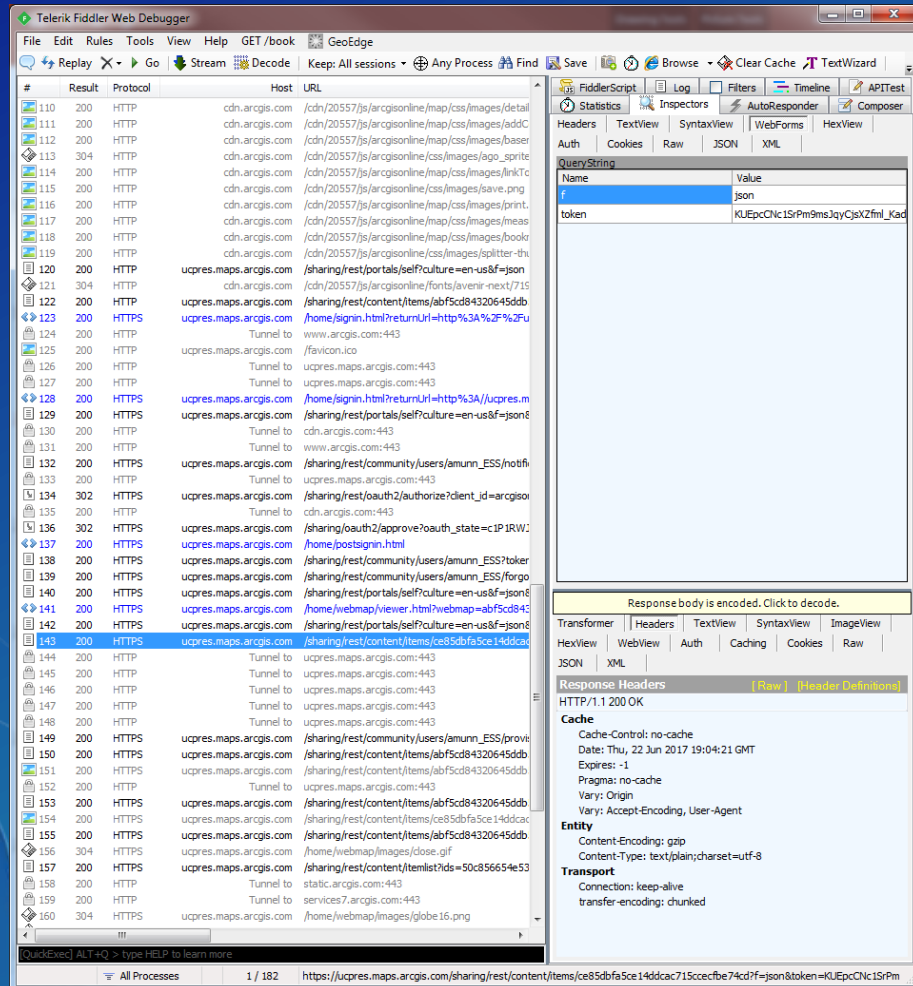 Telerik Fiddler Web Debugger
File Edit Rules Tools View Help GET /book GeoEdge
Replay Go Stream Decode Keep: All sessions Any Process Find Save Browse Clear Cache TextWizard
# Result Protocol Host URL
110 200 HTTP cdn.arcgis.com /cdn/20557/js/arcgisonline/map/css/images/detail
111 200 HTTP cdn.arcgis.com /cdn/20557/js/arcgisonline/map/css/images/addC
112 200 HTTP cdn.arcgis.com /cdn/20557/js/arcgisonline/map/css/images/baser
113 304 HTTP cdn.arcgis.com /cdn/20557/js/arcgisonline/css/images/ago_sprite
114 200 HTTP cdn.arcgis.com /cdn/20557/js/arcgisonline/map/css/images/linkTo
115 200 HTTP cdn.arcgis.com /cdn/20557/js/arcgisonline/css/images/save.png
116 200 HTTP cdn.arcgis.com /cdn/20557/js/arcgisonline/map/css/images/print.
117 200 HTTP cdn.arcgis.com /cdn/20557/js/arcgisonline/map/css/images/meas
118 200 HTTP cdn.arcgis.com /cdn/20557/js/arcgisonline/map/css/images/bookr
119 200 HTTP cdn.arcgis.com /cdn/20557/js/arcgisonline/css/images/splitter-thu
120 200 HTTP ucpres.maps.arcgis.com /sharing/rest/portals/self?culture=en-us&f=json
121 304 HTTP cdn.arcgis.com /cdn/20557/js/arcgisonline/fonts/avenir-next/719
122 200 HTTP ucpres.maps.arcgis.com /sharing/rest/content/items/abf5cd84320645ddb
123 200 HTTP ucpres.maps.arcgis.com /home/signin.html?returnUrl=http%3A%2F%2Fu
124 200 HTTP Tunnel to www.arcgis.com:443
125 200 HTTP ucpres.maps.arcgis.com /favicon.ico
126 200 HTTP Tunnel to ucpres.maps.arcgis.com:443
127 200 HTTP Tunnel to ucpres.maps.arcgis.com:443
128 200 HTTPS ucpres.maps.arcgis.com /home/signin.html?returnUrl=http%3A//ucpres.m
129 200 HTTPS ucpres.maps.arcgis.com /sharing/rest/portals/self?culture=en-us&f=json&
130 200 HTTP Tunnel to cdn.arcgis.com:443
131 200 HTTP Tunnel to www.arcgis.com:443
132 200 HTTPS ucpres.maps.arcgis.com /sharing/rest/community/users/amunn_ESS/notifi
133 200 HTTP Tunnel to ucpres.maps.arcgis.com:443
134 302 HTTPS ucpres.maps.arcgis.com /sharing/rest/oauth2/authorize?client_id=arcgisor
135 200 HTTP Tunnel to cdn.arcgis.com:443
136 302 HTTPS ucpres.maps.arcgis.com /sharing/oauth2/approve?oauth_state=c1P1RWJ
137 200 HTTPS ucpres.maps.arcgis.com /home/postsignin.html
138 200 HTTPS ucpres.maps.arcgis.com /sharing/rest/community/users/amunn_ESS?token
139 200 HTTPS ucpres.maps.arcgis.com /sharing/rest/community/users/amunn_ESS/forgo
140 200 HTTPS ucpres.maps.arcgis.com /sharing/rest/portals/self?culture=en-us&f=json&
141 200 HTTPS ucpres.maps.arcgis.com /home/webmap/viewer.html?webmap=abf5cd843
142 200 HTTPS ucpres.maps.arcgis.com /sharing/rest/portals/self?culture=en-us&f=json&
143 200 HTTPS ucpres.maps.arcgis.com /sharing/rest/content/items/ce85dbfa5ce14ddcac
144 200 HTTP Tunnel to ucpres.maps.arcgis.com:443
145 200 HTTP Tunnel to ucpres.maps.arcgis.com:443
146 200 HTTP Tunnel to ucpres.maps.arcgis.com:443
147 200 HTTP Tunnel to ucpres.maps.arcgis.com:443
148 200 HTTP Tunnel to ucpres.maps.arcgis.com:443
149 200 HTTPS ucpres.maps.arcgis.com /sharing/rest/community/users/amunn_ESS/provi
150 200 HTTPS ucpres.maps.arcgis.com /sharing/rest/content/items/abf5cd84320645ddb
151 200 HTTPS ucpres.maps.arcgis.com /sharing/rest/content/items/abf5cd84320645ddb
152 200 HTTP Tunnel to ucpres.maps.arcgis.com:443
153 200 HTTPS ucpres.maps.arcgis.com /sharing/rest/content/items/abf5cd84320645ddb
154 200 HTTPS ucpres.maps.arcgis.com /sharing/rest/content/items/ce85dbfa5ce14ddcac
155 200 HTTPS ucpres.maps.arcgis.com /sharing/rest/content/items/abf5cd84320645ddb
156 304 HTTPS ucpres.maps.arcgis.com /home/webmap/images/close.gif
157 200 HTTPS ucpres.maps.arcgis.com /sharing/rest/content/itemlist?ids=50c856654e53
158 200 HTTP Tunnel to static.arcgis.com:443
159 200 HTTP Tunnel to services7.arcgis.com:443
160 304 HTTPS ucpres.maps.arcgis.com /home/webmap/images/globe16.png
FiddlerScript Log Filters Timeline APITest
Statistics Inspectors AutoResponder Composer
Headers TextView SyntaxView WebForms HexView
Auth Cookies Raw JSON XML
QueryString
Name Value
f json
token KUEpcCNc1SrPm9msJqyCjsXZfml_Kad
Response body is encoded. Click to decode.
Transformer Headers TextView SyntaxView ImageView
HexView WebView Auth Caching Cookies Raw
JSON XML
Response Headers [ Raw ] [Header Definitions]
HTTP/1.1 200 OK
Cache
Cache-Control: no-cache
Date: Thu, 22 Jun 2017 19:04:21 GMT
Expires: -1
Pragma: no-cache
Vary: Origin
Vary: Accept-Encoding, User-Agent
Entity
Content-Encoding: gzip
Content-Type: text/plain;charset=utf-8
Transport
Connection: keep-alive
transfer-encoding: chunked
[QuickExec] ALT+Q > type HELP to learn more
All Processes 1 / 182 https://ucpres.maps.arcgis.com/sharing/rest/content/items/ce85dbfa5ce14ddcac715ccecfbe74cd?f=json&token=KUEpcCNc1SrPm